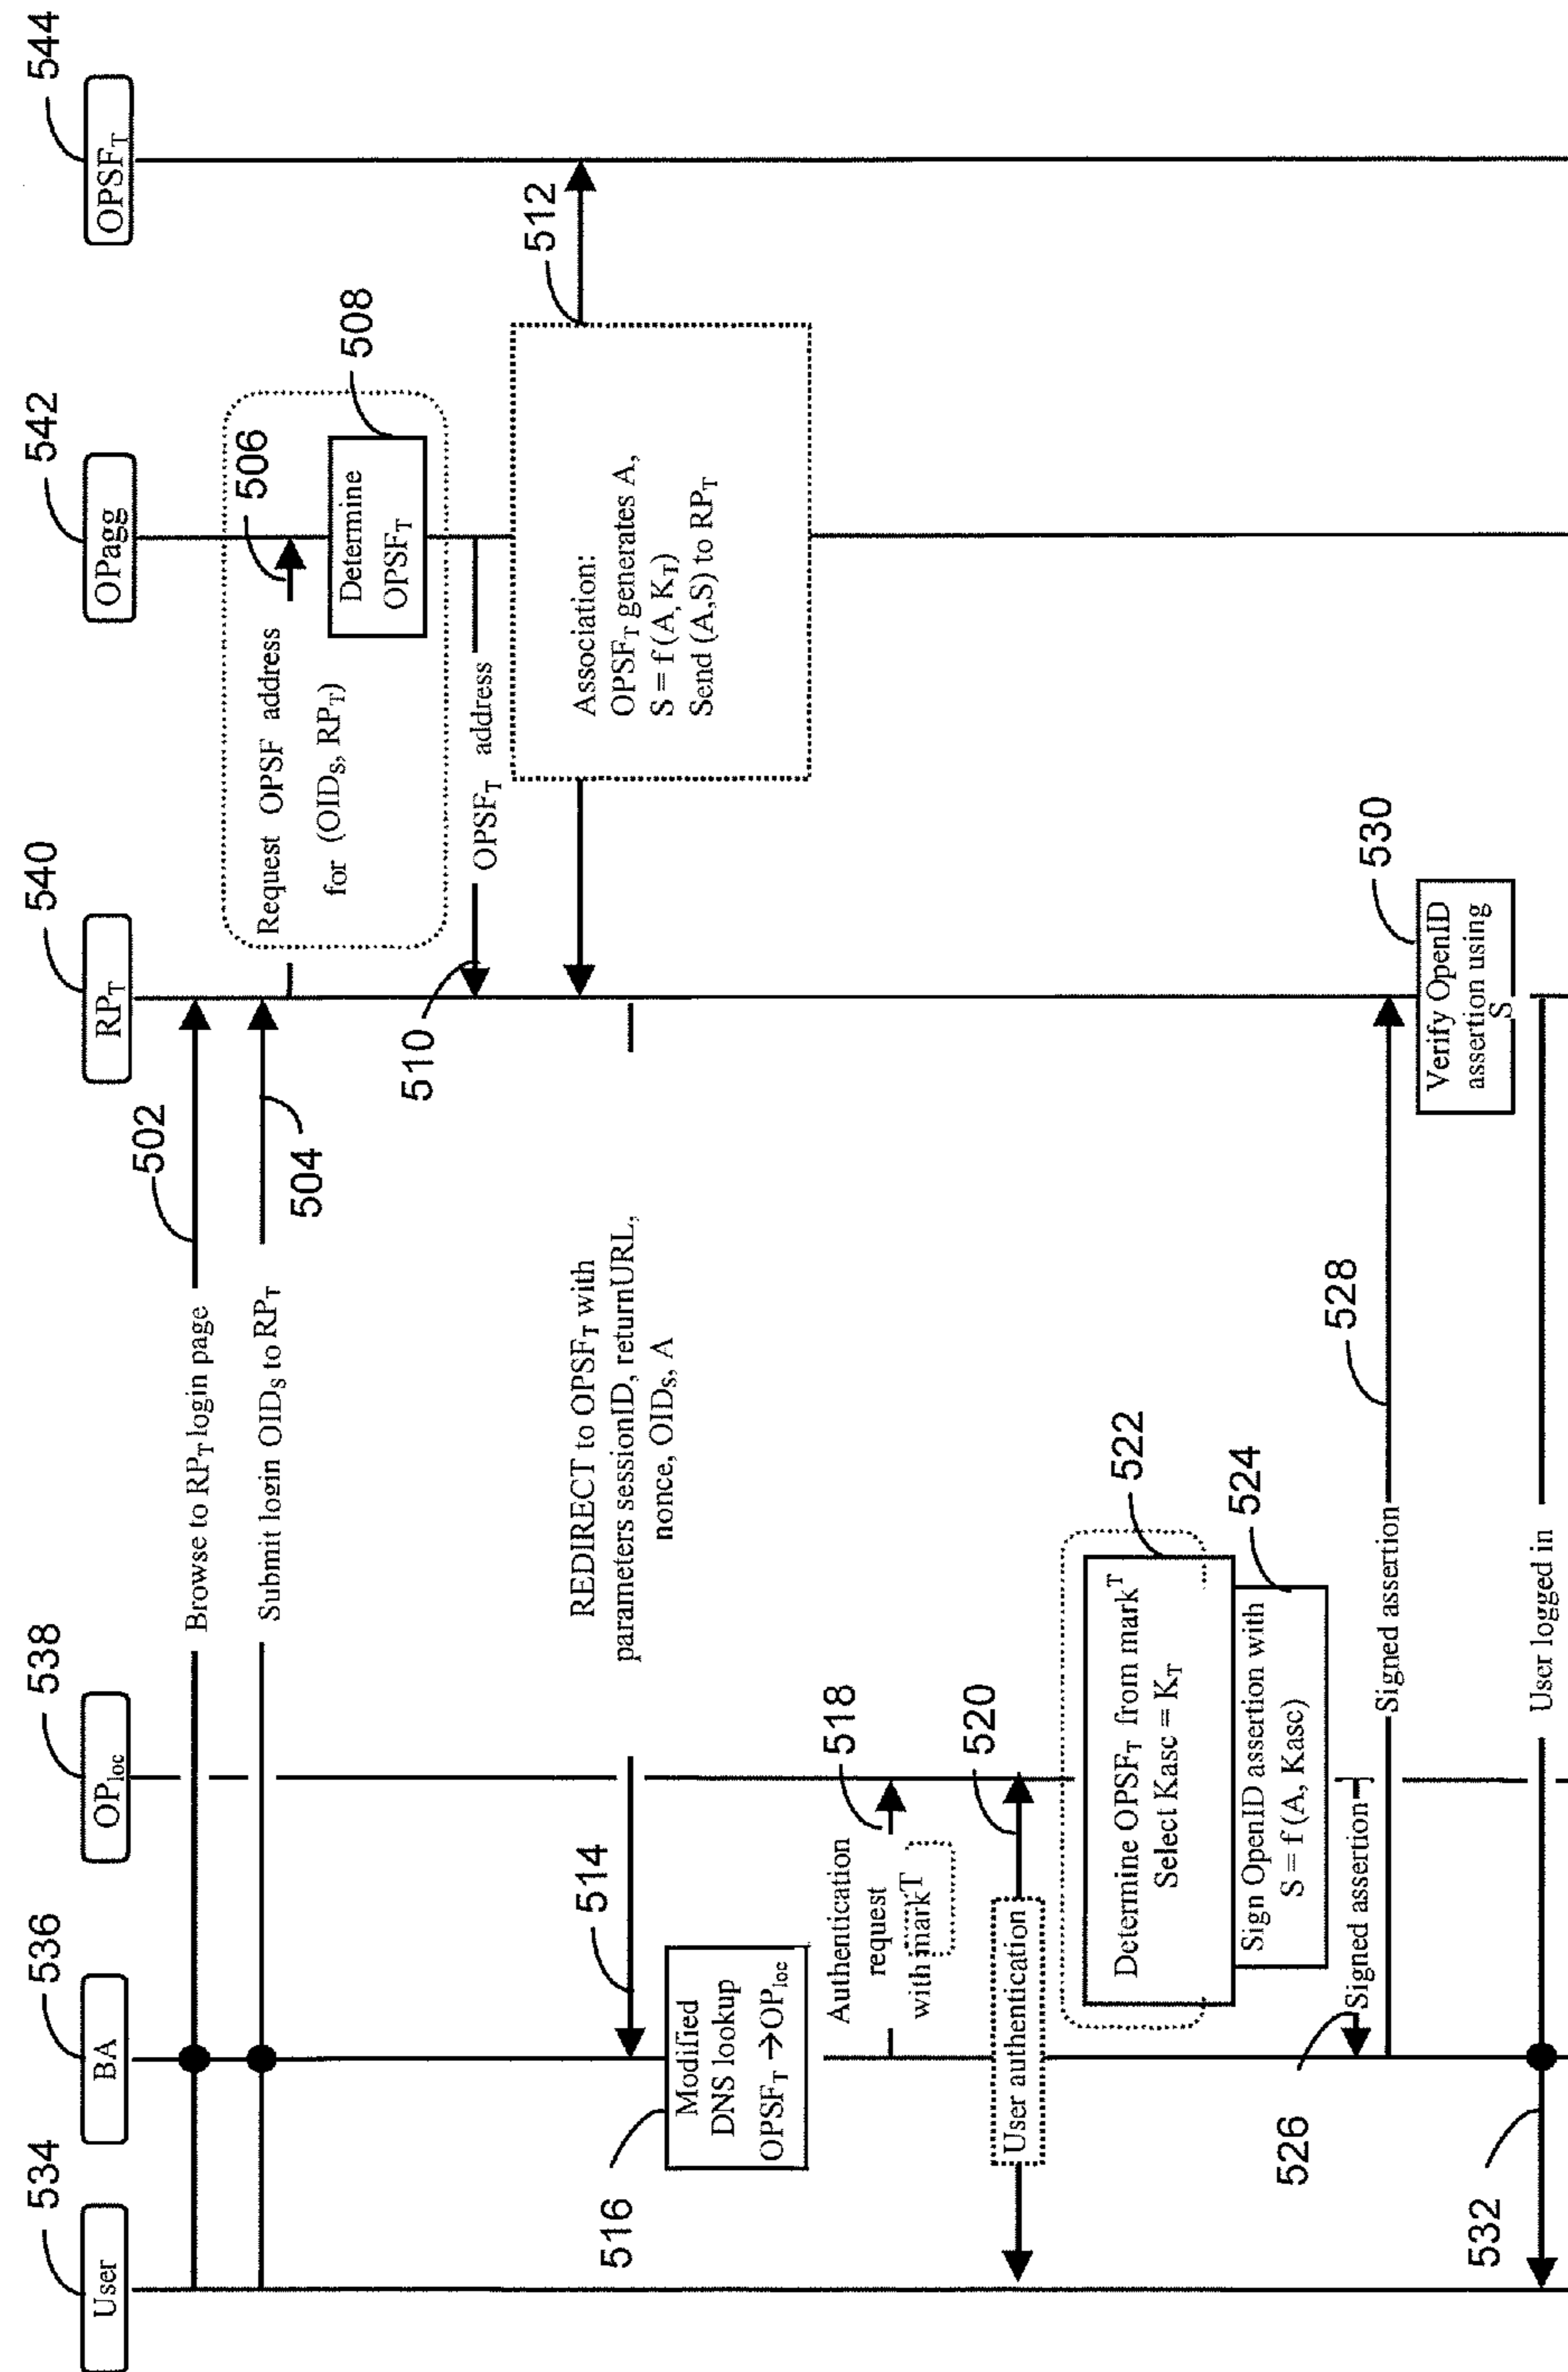 534
536
538
540
542
544
User
BA
OP_loc
RP_T
OPagg
OPSF_T
Browse to RP_T login page
502
Submit login OID_S to RP_T
504
Request OPSF address
for (OID_S, RP_T)
506
Determine
OPSF_T
508
OPSF_T address
510
Association:
OPSF_T generates A,
S = f (A, K_T)
Send (A,S) to RP_T
512
REDIRECT to OPSF_T with
parameters sessionID, returnURL,
nonce, OID_S, A
514
Modified
DNS lookup
OPSF_T → OP_loc
516
Authentication
request
with mark^T
518
User authentication
520
Determine OPSF_T from mark^T
Select Kasc = K_T
522
Sign OpenID assertion with
S = f (A, Kasc)
524
Signed assertion
526
Signed assertion
528
Verify OpenID
assertion using
S
530
User logged in
532